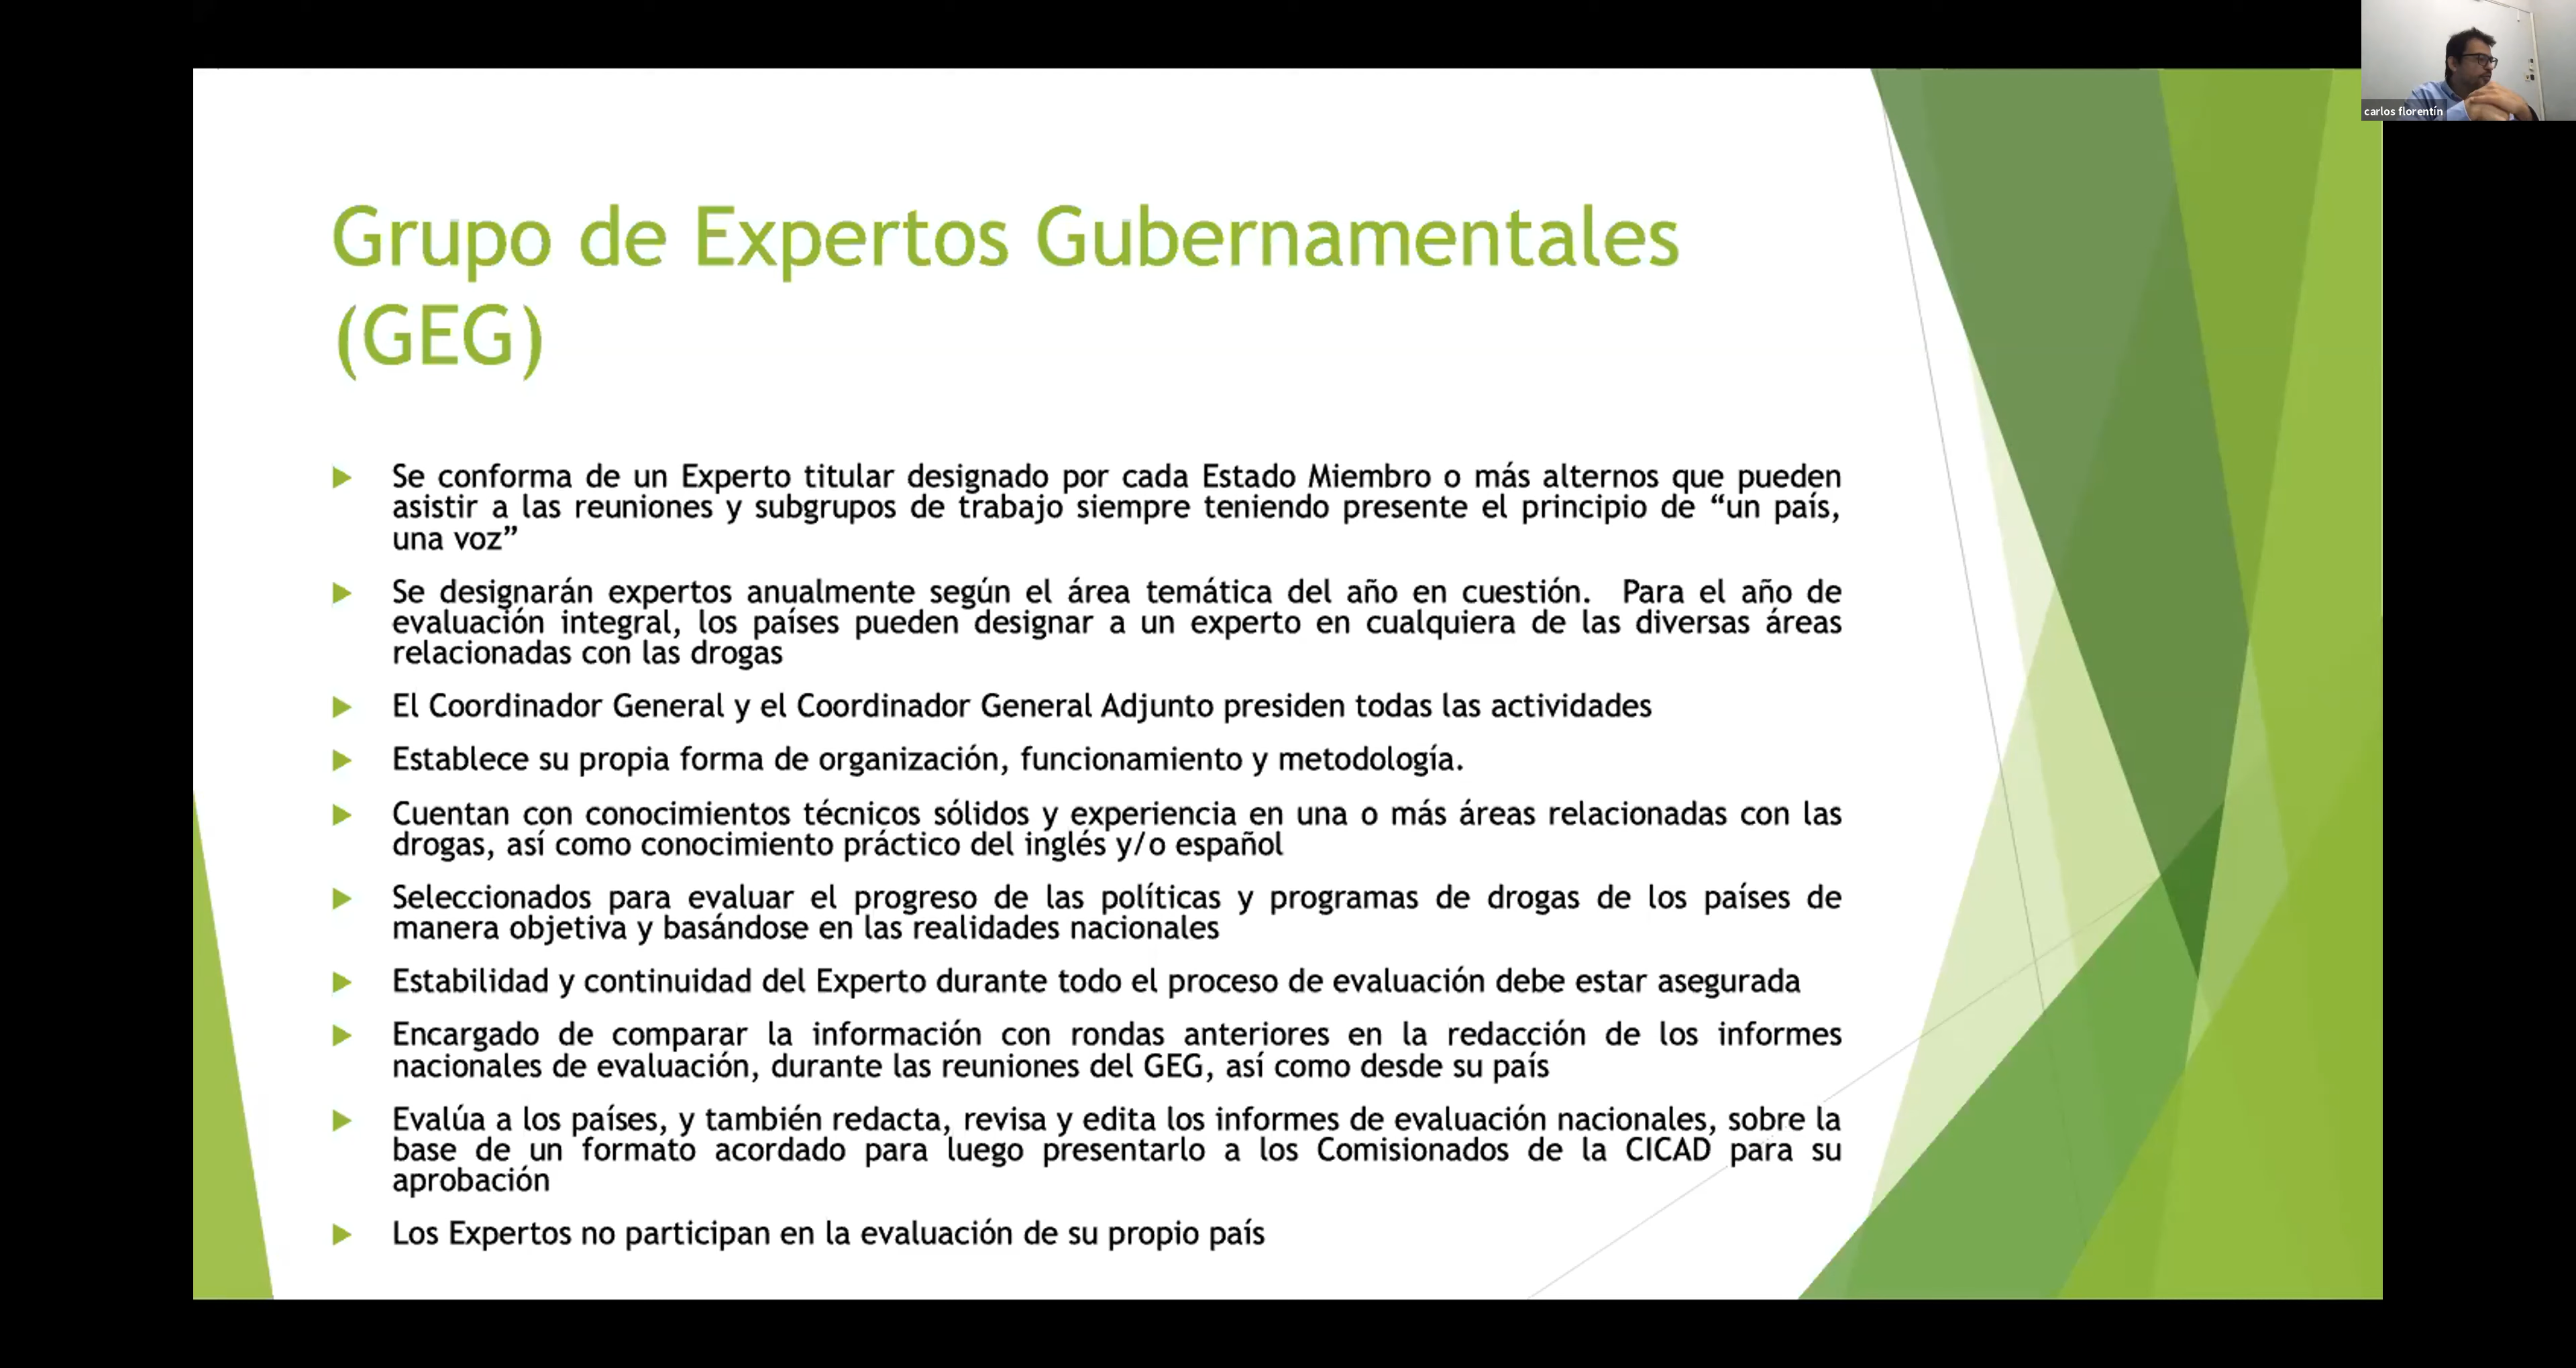 carlos florentín
Grupo de Expertos Gubernamentales
(GEG)
Se conforma de un Experto titular designado por cada Estado Miembro o más alternos que pueden
asistir a las reuniones y subgrupos de trabajo siempre teniendo presente el principio de “un país,
una voz”
Se designarán expertos anualmente según el área temática del año en cuestión. Para el año de
evaluación integral, los países pueden designar a un experto en cualquiera de las diversas áreas
relacionadas con las drogas
El Coordinador General y el Coordinador General Adjunto presiden todas las actividades
Establece su propia forma de organización, funcionamiento y metodología.
Cuentan con conocimientos técnicos sólidos y experiencia en una o más áreas relacionadas con las
drogas, así como conocimiento práctico del inglés y/o español
Seleccionados para evaluar el progreso de las políticas y programas de drogas de los países de
manera objetiva y basándose en las realidades nacionales
Estabilidad y continuidad del Experto durante todo el proceso de evaluación debe estar asegurada
Encargado de comparar la información con rondas anteriores en la redacción de los informes
nacionales de evaluación, durante las reuniones del GEG, así como desde su país
Evalúa a los países, y también redacta, revisa y edita los informes de evaluación nacionales, sobre la
base de un formato acordado para luego presentarlo a los Comisionados de la CICAD para su
aprobación
Los Expertos no participan en la evaluación de su propio país